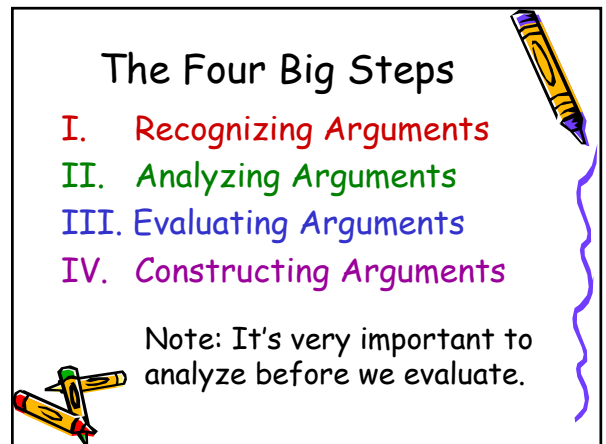 The Four Big Steps
I. Recognizing Arguments
II. Analyzing Arguments
III. Evaluating Arguments
IV. Constructing Arguments
Note: It's very important to
analyze before we evaluate.